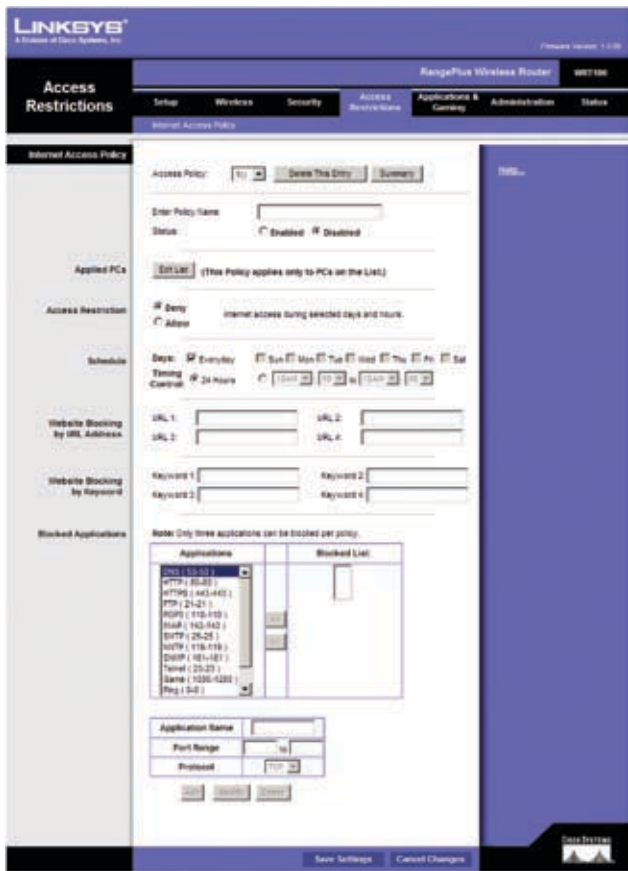 LINKSYS®
A Division of Cisco Systems, Inc.
Firmware Version: 1.0.00
RangePlus Wireless Router
WRT100
Access Restrictions
Setup Wireless Security Access Restrictions Applications & Gaming Administration Status
Internet Access Policy
Internet Access Policy
Access Policy: Delete This Entry Summary
Help...
Enter Policy Name
Status Enabled Disabled
Applied PCs
Edit List (This Policy applies only to PCs on the List.)
Access Restriction
Deny
Allow
Internet access during selected days and hours.
Schedule
Days: Everyday Sun Mon Tue Wed Thu Fri Sat
Timing Control: 24 Hours to
Website Blocking by URL Address
URL 1: URL 2:
URL 3: URL 4:
Website Blocking by Keyword
Keyword 1: Keyword 2:
Keyword 3: Keyword 4:
Blocked Applications
Note: Only three applications can be blocked per policy.
Applications Blocked List
DNS ( 53-53 )
HTTP ( 80-80 )
HTTPS ( 443-443 )
FTP ( 21-21 )
POP3 ( 110-110 )
IMAP ( 143-143 )
SMTP ( 25-25 )
NNTP ( 119-119 )
SNMP ( 161-161 )
Telnet ( 23-23 )
Ping ( 0-0 )
Application Name
Port Range to
Protocol TCP
Add Modify Delete
Save Settings Cancel Changes
Cisco Systems